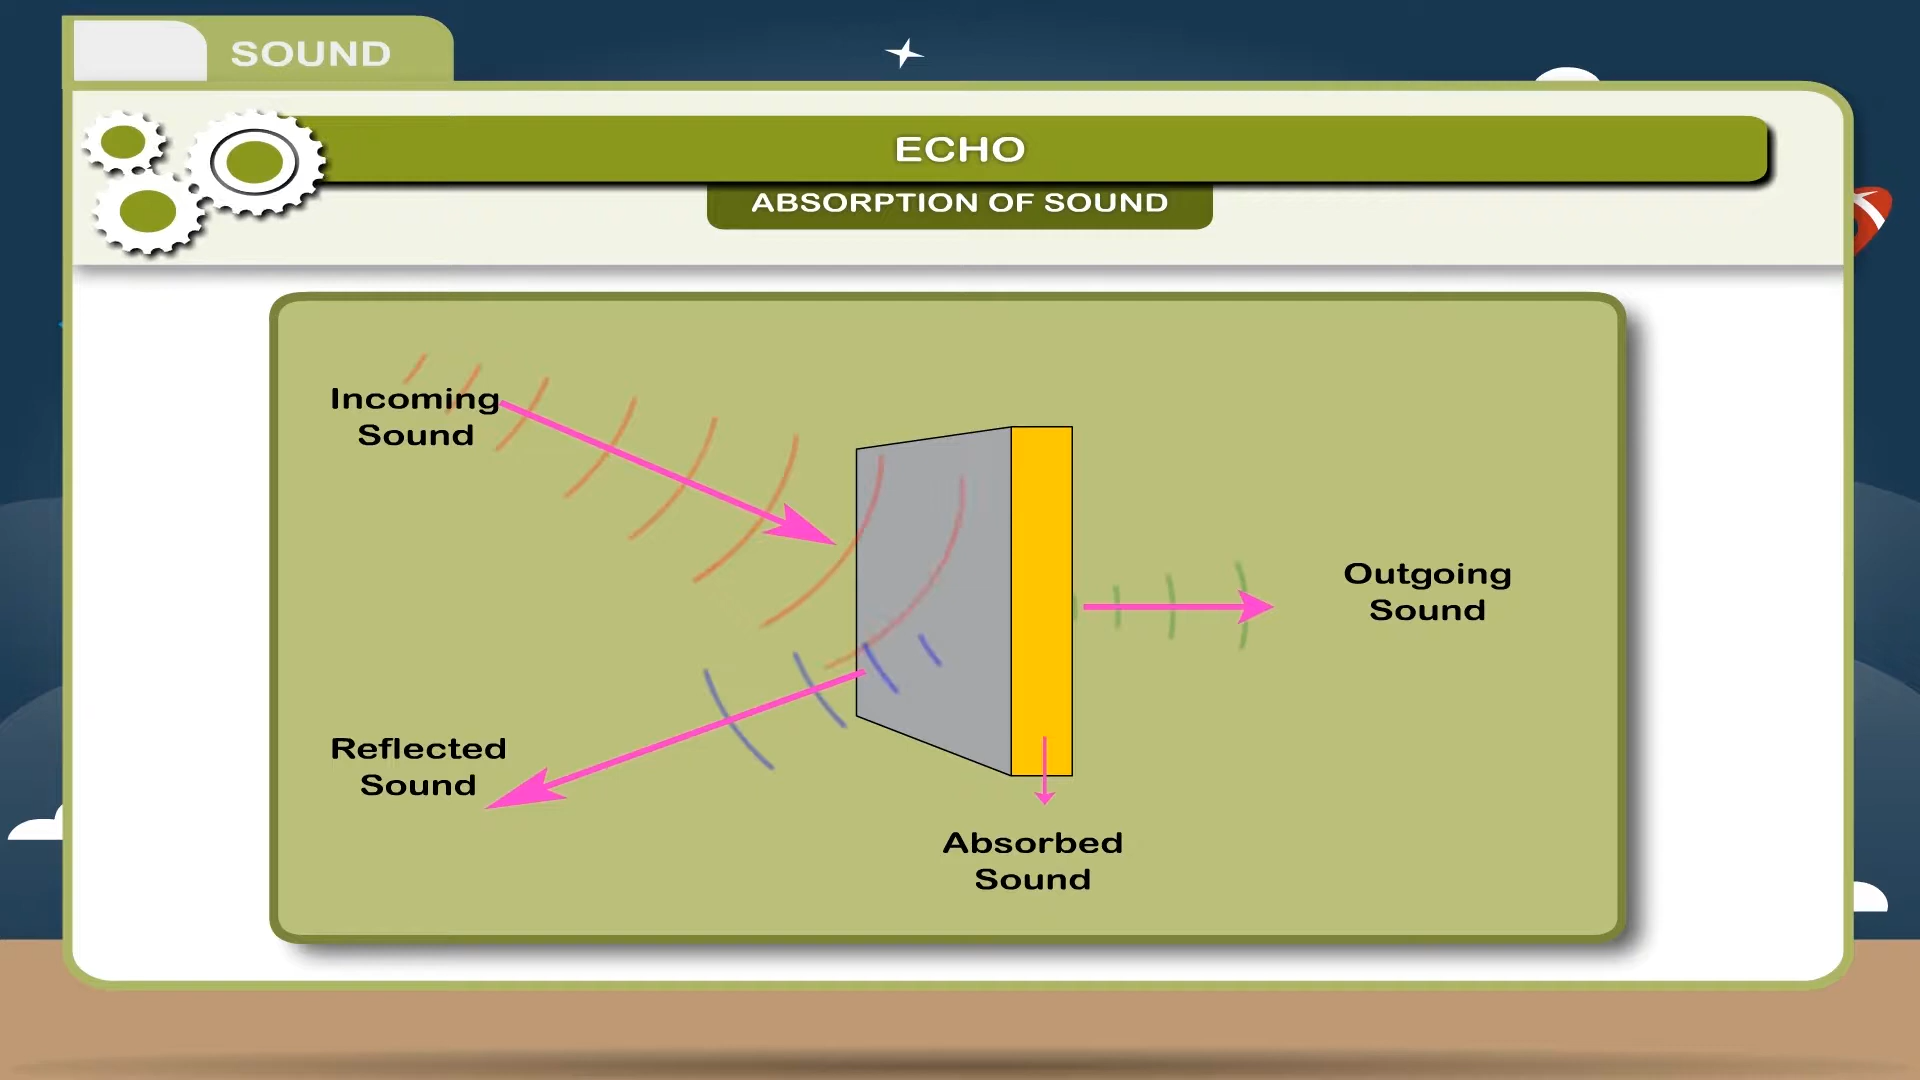 SOUND
ECHO
ABSORPTION OF SOUND
Incoming
Sound
Outgoing
Sound
Reflected
Sound
Absorbed
Sound